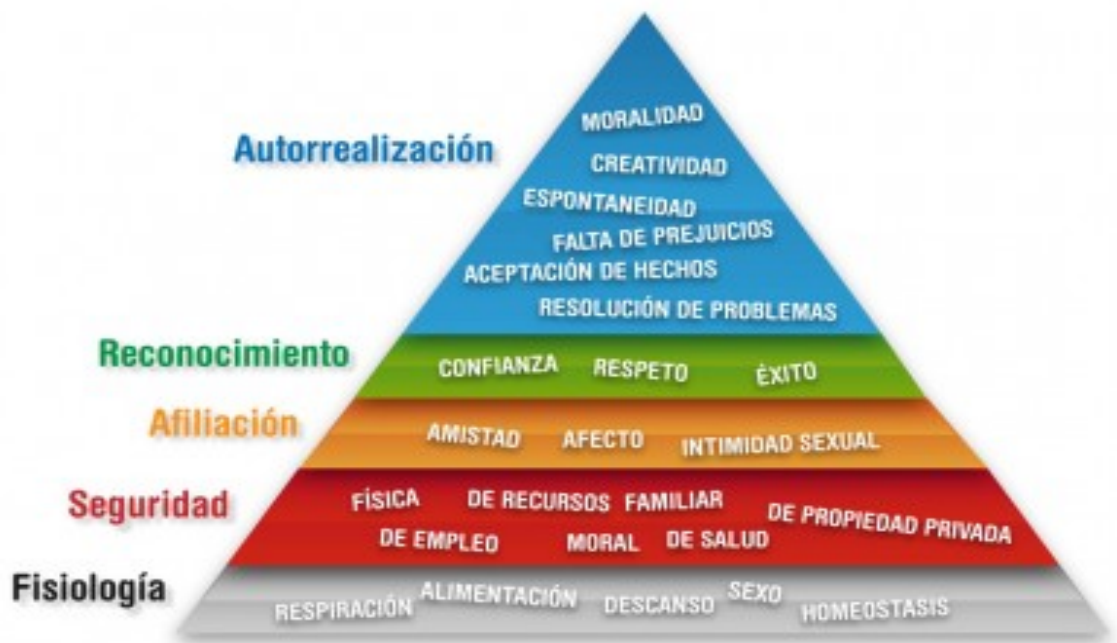 MORALIDAD
Autorrealización
CREATIVIDAD
ESPONTANEIDAD
FALTA DE PREJUICIOS
ACEPTACIÓN DE HECHOS
RESOLUCIÓN DE PROBLEMAS
Reconocimiento
CONFIANZA RESPETO ÉXITO
Afiliación
AMISTAD AFECTO INTIMIDAD SEXUAL
Seguridad
FÍSICA DE RECURSOS FAMILIAR DE PROPIEDAD PRIVADA
DE EMPLEO MORAL DE SALUD
Fisiología
RESPIRACIÓN ALIMENTACIÓN DESCANSO SEXO HOMEOSTASIS